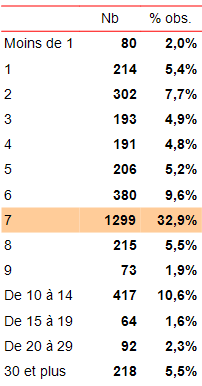 Nb % obs.
Moins de 1 80 2,0%
1 214 5,4%
2 302 7,7%
3 193 4,9%
4 191 4,8%
5 206 5,2%
6 380 9,6%
7 1299 32,9%
8 215 5,5%
9 73 1,9%
De 10 à 14 417 10,6%
De 15 à 19 64 1,6%
De 20 à 29 92 2,3%
30 et plus 218 5,5%